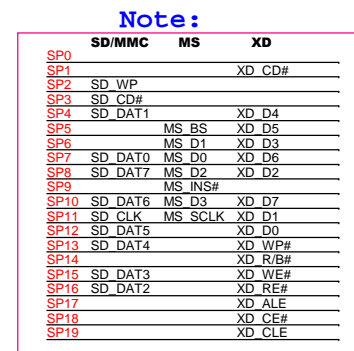 Note:
SD/MMC MS XD
SP0
SP1 XD_CD#
SP2 SD_WP
SP3 SD_CD#
SP4 SD_DAT1 XD_D4
SP5 MS_BS XD_D5
SP6 MS_D1 XD_D3
SP7 SD_DAT0 MS_D0 XD_D6
SP8 SD_DAT7 MS_D2 XD_D2
SP9 MS_INS#
SP10 SD_DAT6 MS_D3 XD_D7
SP11 SD_CLK MS_SCLK XD_D1
SP12 SD_DAT5 XD_D0
SP13 SD_DAT4 XD_WP#
SP14 XD_R/B#
SP15 SD_DAT3 XD_WE#
SP16 SD_DAT2 XD_RE#
SP17 XD_ALE
SP18 XD_CE#
SP19 XD_CLE